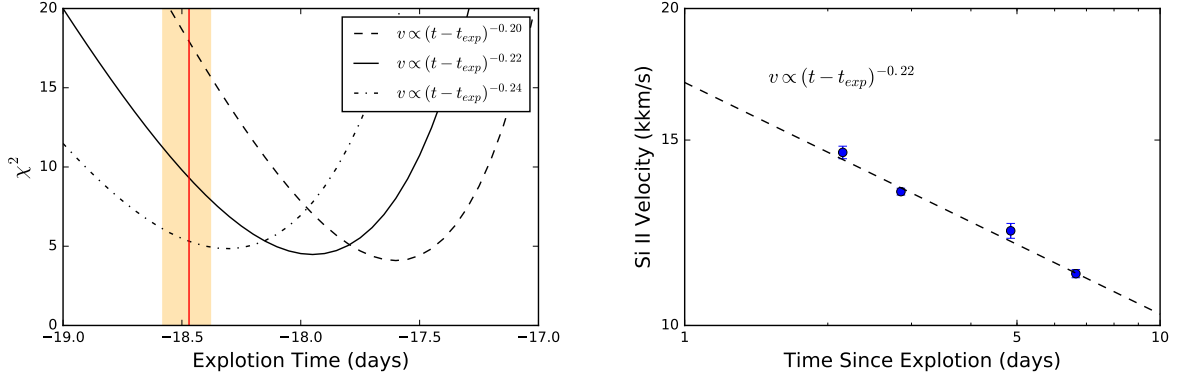 20
15
10
5
0
χ²
−19.0
−18.5
−18.0
−17.5
−17.0
Explotion Time (days)
v ∝ (t − t_exp)^−0.20
v ∝ (t − t_exp)^−0.22
v ∝ (t − t_exp)^−0.24
20
15
10
Si II Velocity (kkm/s)
v ∝ (t − t_exp)^−0.22
1
5
10
Time Since Explotion (days)